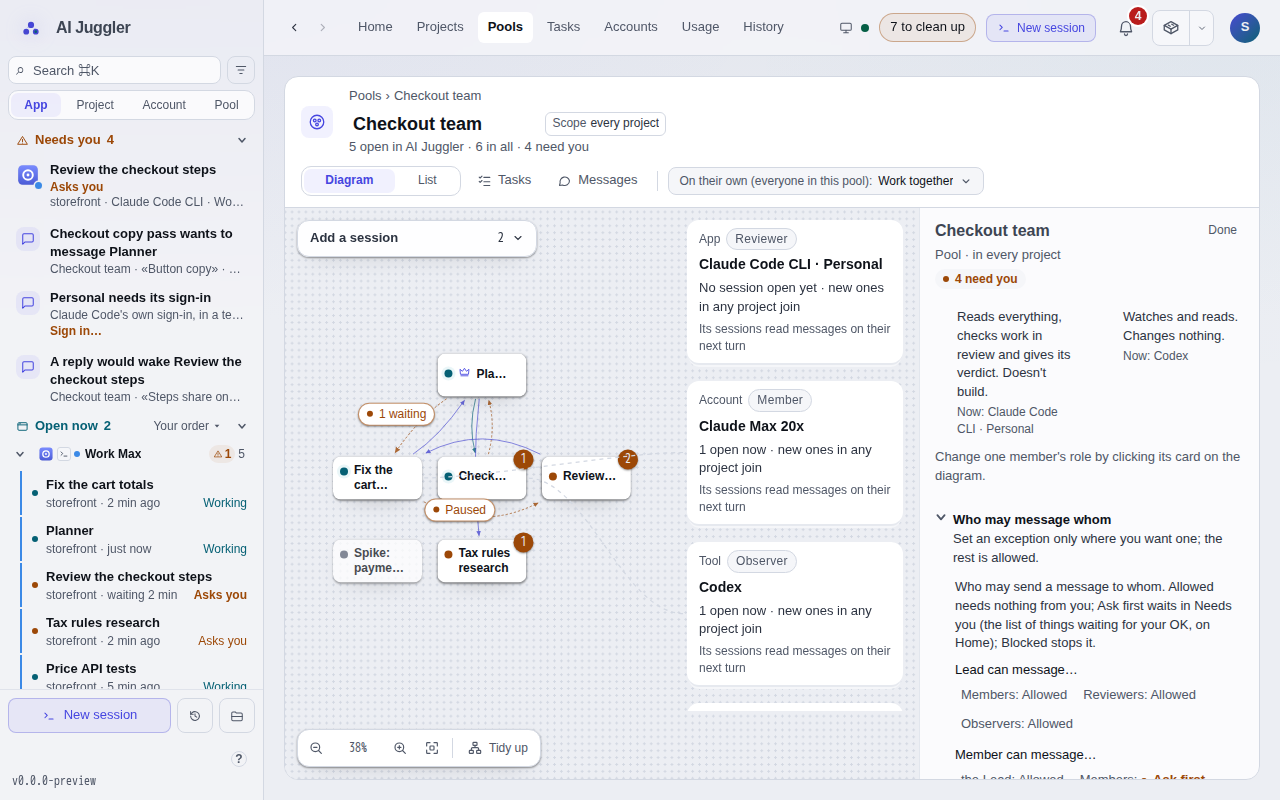 AI Juggler
Search ⌘K
App Project Account Pool
Needs you 4
Review the checkout steps
Asks you
storefront · Claude Code CLI · Wo…
Checkout copy pass wants to
message Planner
Checkout team · «Button copy» · …
Personal needs its sign-in
Claude Code's own sign-in, in a te…
Sign in…
A reply would wake Review the
checkout steps
Checkout team · «Steps share on…
Open now 2 Your order
Work Max 1 5
Fix the cart totals
storefront · 2 min ago Working
Planner
storefront · just now Working
Review the checkout steps
storefront · waiting 2 min Asks you
Tax rules research
storefront · 2 min ago Asks you
Price API tests
storefront · 5 min ago Working
New session
?
v0.0.0-preview
Home Projects Pools Tasks Accounts Usage History
7 to clean up
New session
4
S
Pools › Checkout team
Checkout team
Scope every project
5 open in AI Juggler · 6 in all · 4 need you
Diagram List Tasks Messages
On their own (everyone in this pool): Work together
Add a session 2
Pla…
1 waiting
Fix the
cart…
Check…
1
Review…
2
Paused
Spike:
payme…
Tax rules
research
1
38%
Tidy up
App Reviewer
Claude Code CLI · Personal
No session open yet · new ones
in any project join
Its sessions read messages on their
next turn
Account Member
Claude Max 20x
1 open now · new ones in any
project join
Its sessions read messages on their
next turn
Tool Observer
Codex
1 open now · new ones in any
project join
Its sessions read messages on their
next turn
Checkout team Done
Pool · in every project
4 need you
Reads everything,
checks work in
review and gives its
verdict. Doesn't
build.
Now: Claude Code
CLI · Personal
Watches and reads.
Changes nothing.
Now: Codex
Change one member's role by clicking its card on the
diagram.
Who may message whom
Set an exception only where you want one; the
rest is allowed.
Who may send a message to whom. Allowed
needs nothing from you; Ask first waits in Needs
you (the list of things waiting for your OK, on
Home); Blocked stops it.
Lead can message…
Members: Allowed Reviewers: Allowed
Observers: Allowed
Member can message…
the Lead: Allowed Members: Ask first